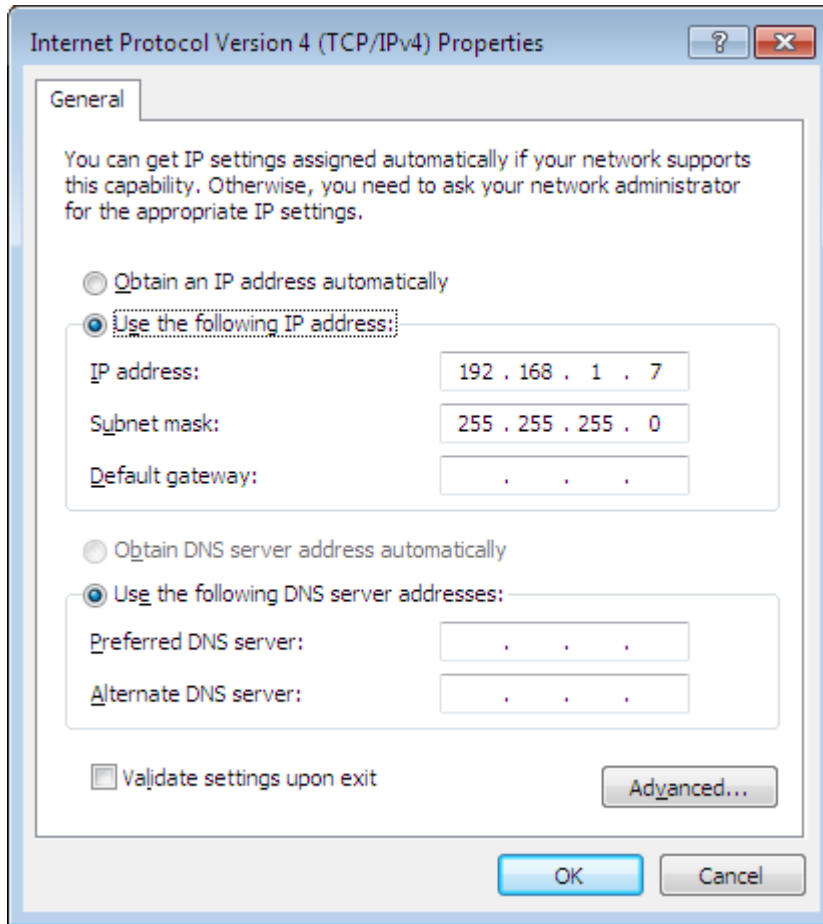 Internet Protocol Version 4 (TCP/IPv4) Properties
General
You can get IP settings assigned automatically if your network supports
this capability. Otherwise, you need to ask your network administrator
for the appropriate IP settings.
Obtain an IP address automatically
Use the following IP address:
IP address: 192 . 168 . 1 . 7
Subnet mask: 255 . 255 . 255 . 0
Default gateway: . . .
Obtain DNS server address automatically
Use the following DNS server addresses:
Preferred DNS server: . . .
Alternate DNS server: . . .
Validate settings upon exit
Advanced...
OK Cancel